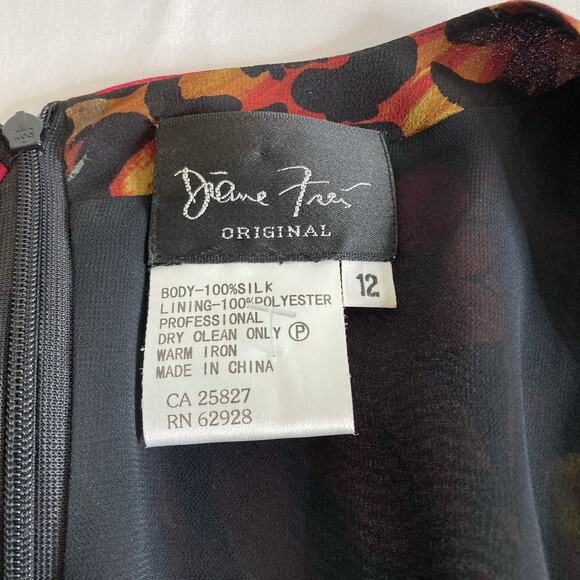 Diane Freis
ORIGINAL
12
BODY-100%SILK
LINING-100%POLYESTER
PROFESSIONAL
DRY CLEAN ONLY Ⓟ
WARM IRON
MADE IN CHINA
CA 25827
RN 62928